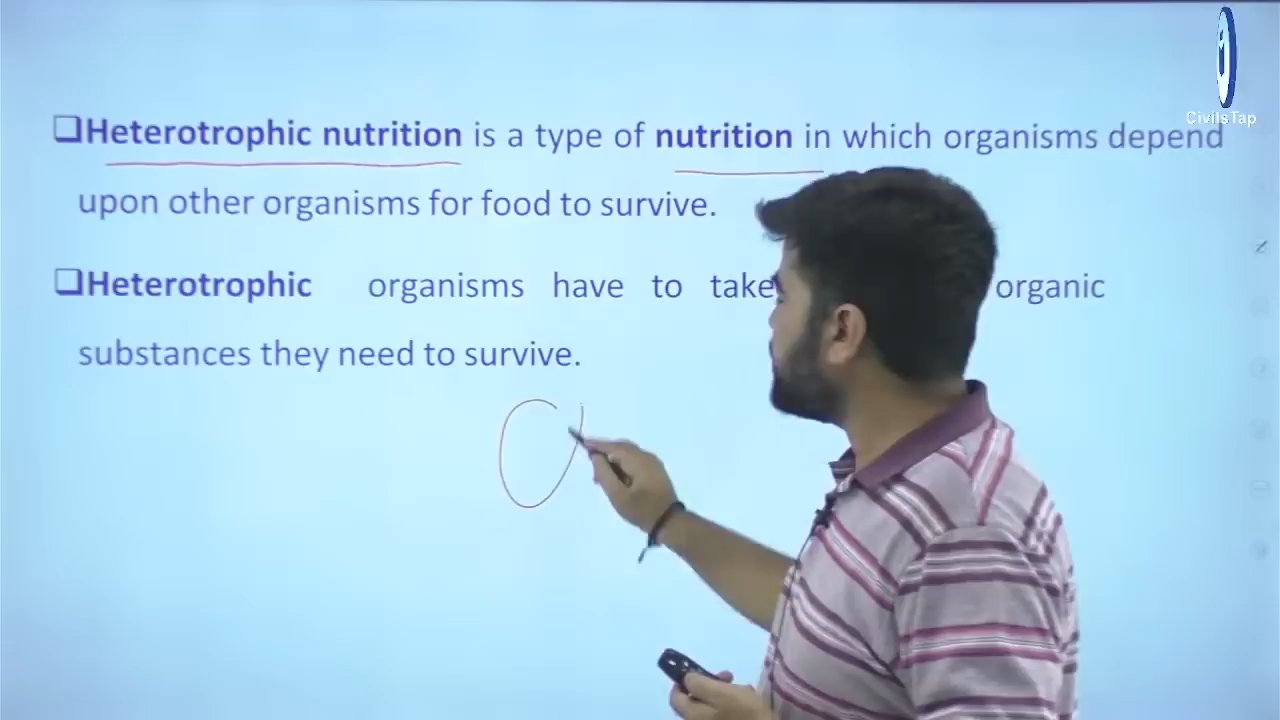 CivilsTap
❑Heterotrophic nutrition is a type of nutrition in which organisms depend
upon other organisms for food to survive.
❑Heterotrophic organisms have to take organic
substances they need to survive.